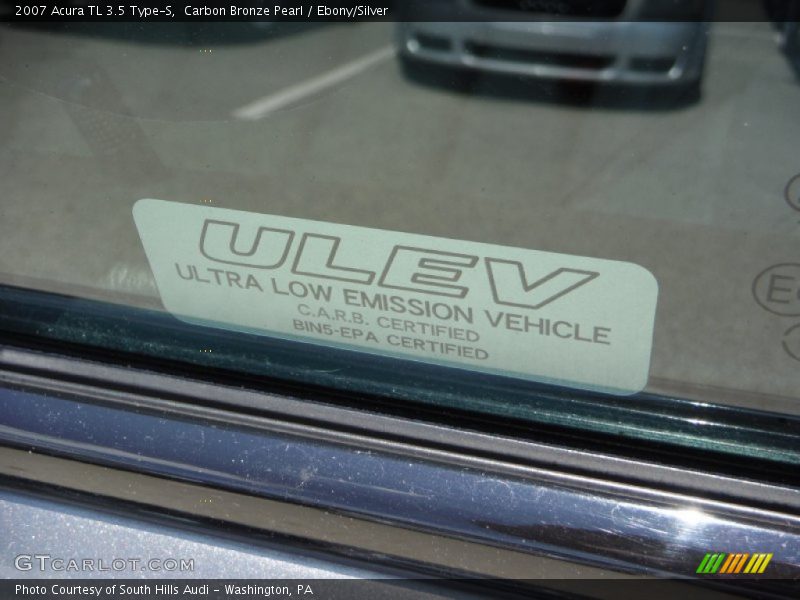 2007 Acura TL 3.5 Type-S,  Carbon Bronze Pearl / Ebony/Silver
ULEV
ULTRA LOW EMISSION VEHICLE
C.A.R.B. CERTIFIED
BIN5-EPA CERTIFIED
GTCARLOT.COM
Photo Courtesy of South Hills Audi - Washington, PA